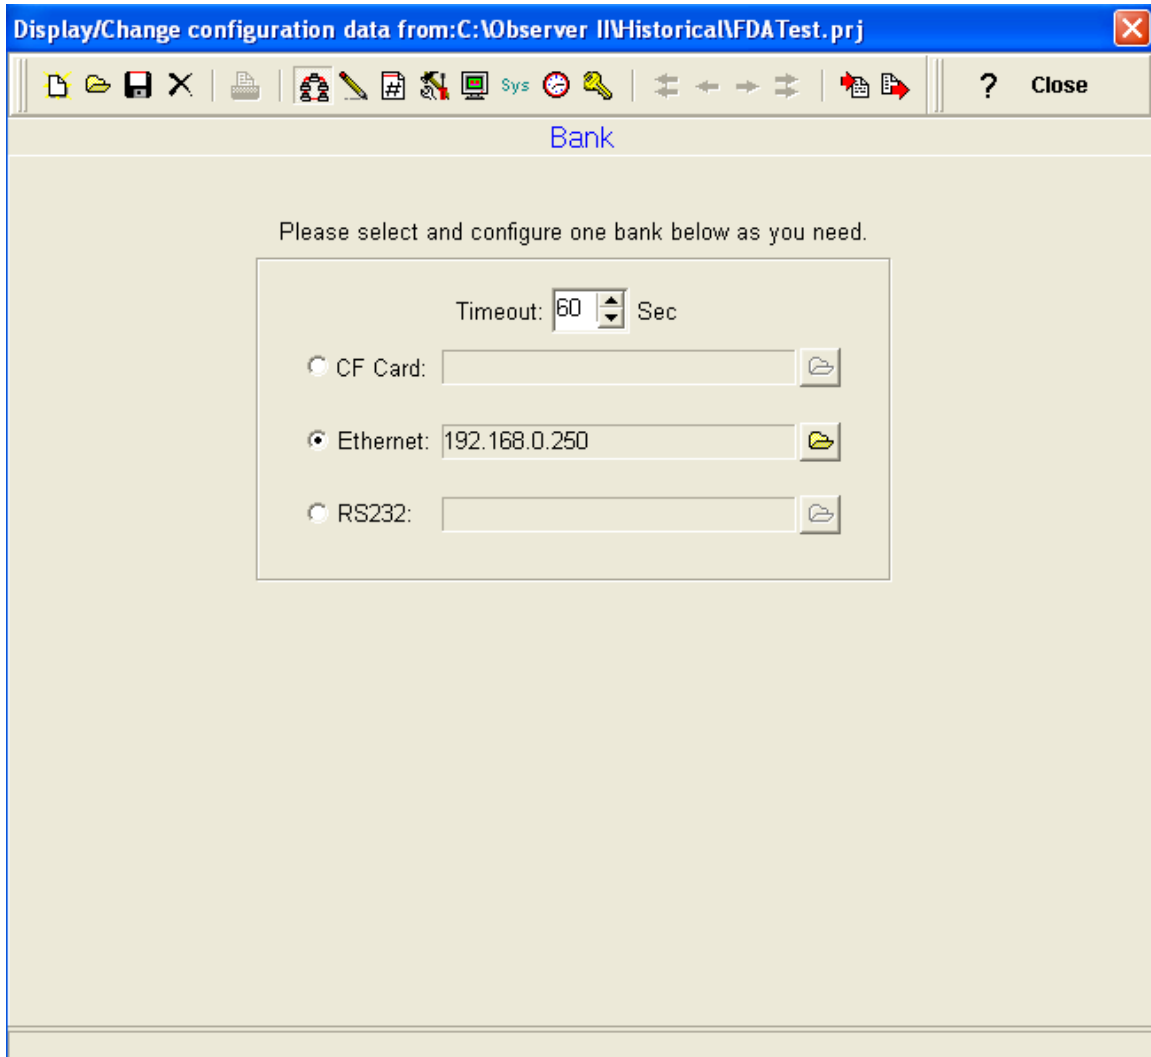 Display/Change configuration data from:C:\Observer II\Historical\FDATest.prj
Sys ? Close
Bank
Please select and configure one bank below as you need.
Timeout: 60 Sec
CF Card:
Ethernet: 192.168.0.250
RS232: